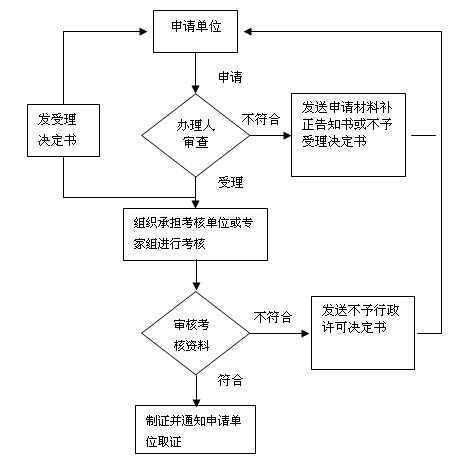 申请单位
申请
发受理
决定书
办理人
审查
不符合
发送申请材料补
正告知书或不予
受理决定书
受理
组织承担考核单位或专
家组进行考核
审核考
核资料
不符合
发送不予行政
许可决定书
符合
制证并通知申请单
位取证